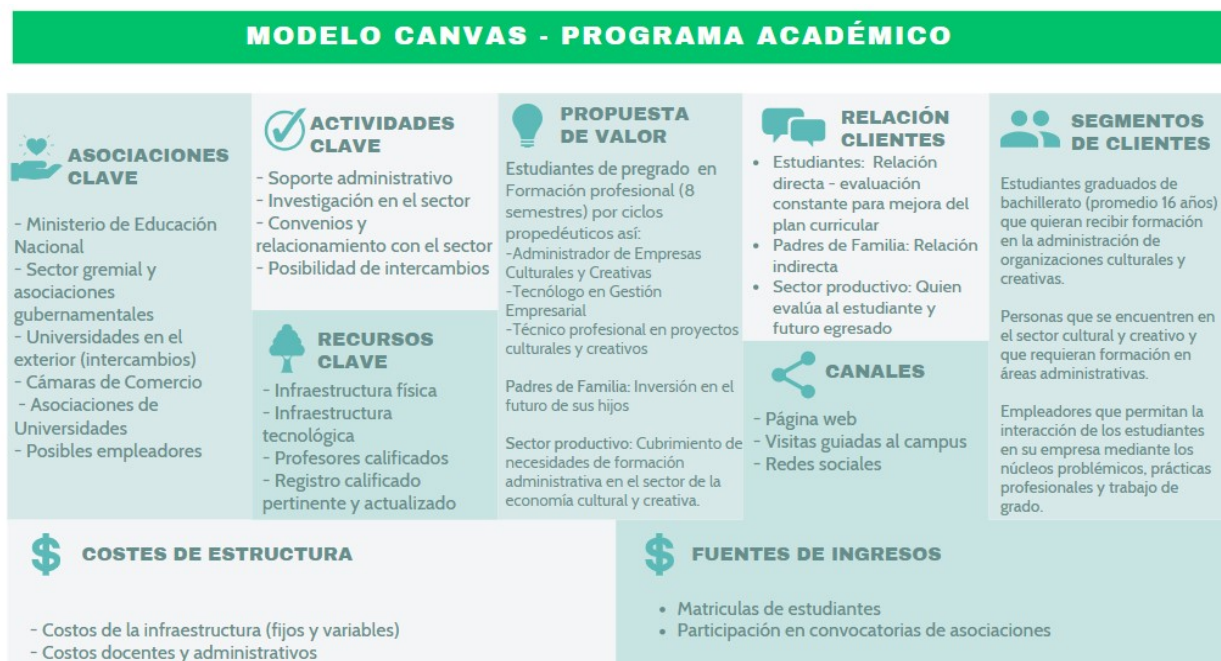 MODELO CANVAS - PROGRAMA ACADÉMICO
ASOCIACIONES
CLAVE
- Ministerio de Educación
Nacional
- Sector gremial y
asociaciones
gubernamentales
- Universidades en el
exterior (intercambios)
- Cámaras de Comercio
- Asociaciones de
Universidades
- Posibles empleadores
ACTIVIDADES
CLAVE
- Soporte administrativo
- Investigación en el sector
- Convenios y
relacionamiento con el sector
- Posibilidad de intercambios
RECURSOS
CLAVE
- Infraestructura física
- Infraestructura
tecnológica
- Profesores calificados
- Registro calificado
pertinente y actualizado
PROPUESTA
DE VALOR
Estudiantes de pregrado en
Formación profesional (8
semestres) por ciclos
propedéuticos así:
-Administrador de Empresas
Culturales y Creativas
-Tecnólogo en Gestión
Empresarial
-Técnico profesional en proyectos
culturales y creativos
Padres de Familia: Inversión en el
futuro de sus hijos
Sector productivo: Cubrimiento de
necesidades de formación
administrativa en el sector de la
economía cultural y creativa.
RELACIÓN
CLIENTES
• Estudiantes: Relación
directa - evaluación
constante para mejora del
plan curricular
• Padres de Familia: Relación
indirecta
• Sector productivo: Quien
evalúa al estudiante y
futuro egresado
CANALES
- Página web
- Visitas guiadas al campus
- Redes sociales
SEGMENTOS
DE CLIENTES
Estudiantes graduados de
bachillerato (promedio 16 años)
que quieran recibir formación
en la administración de
organizaciones culturales y
creativas.
Personas que se encuentren en
el sector cultural y creativo y
que requieran formación en
áreas administrativas.
Empleadores que permitan la
interacción de los estudiantes
en su empresa mediante los
núcleos problémicos, prácticas
profesionales y trabajo de
grado.
$ COSTES DE ESTRUCTURA
- Costos de la infraestructura (fijos y variables)
- Costos docentes y administrativos
$ FUENTES DE INGRESOS
• Matriculas de estudiantes
• Participación en convocatorias de asociaciones